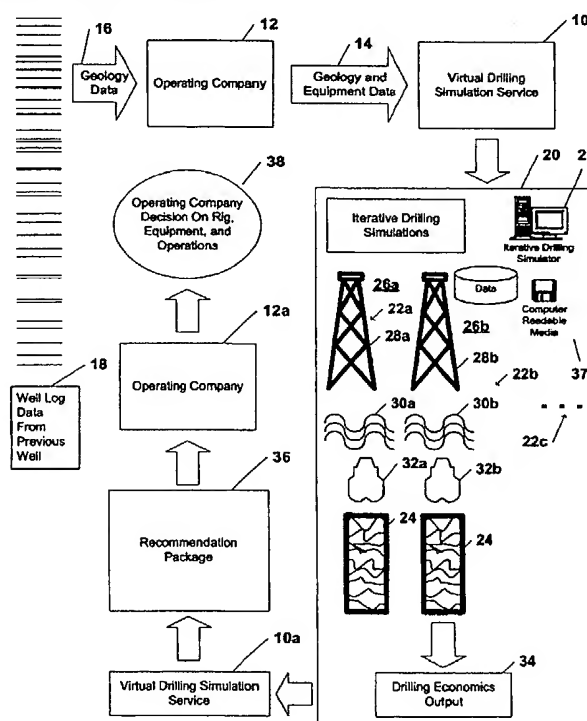 16
12
14
10
Geology
Data
Operating Company
Geology and
Equipment Data
Virtual Drilling
Simulation Service
38
20
2
Operating Company
Decision On Rig,
Equipment, and
Operations
Iterative Drilling
Simulations
Iterative Drilling
Simulator
26a
22a
28a
26b
Data
Computer
Readable
Media
28b
22b
37
12a
18
Operating Company
Well Log
Data
From
Previous
Well
30a
30b
22c
32a
32b
36
24
24
Recommendation
Package
10a
34
Virtual Drilling Simulation
Service
Drilling Economics
Output